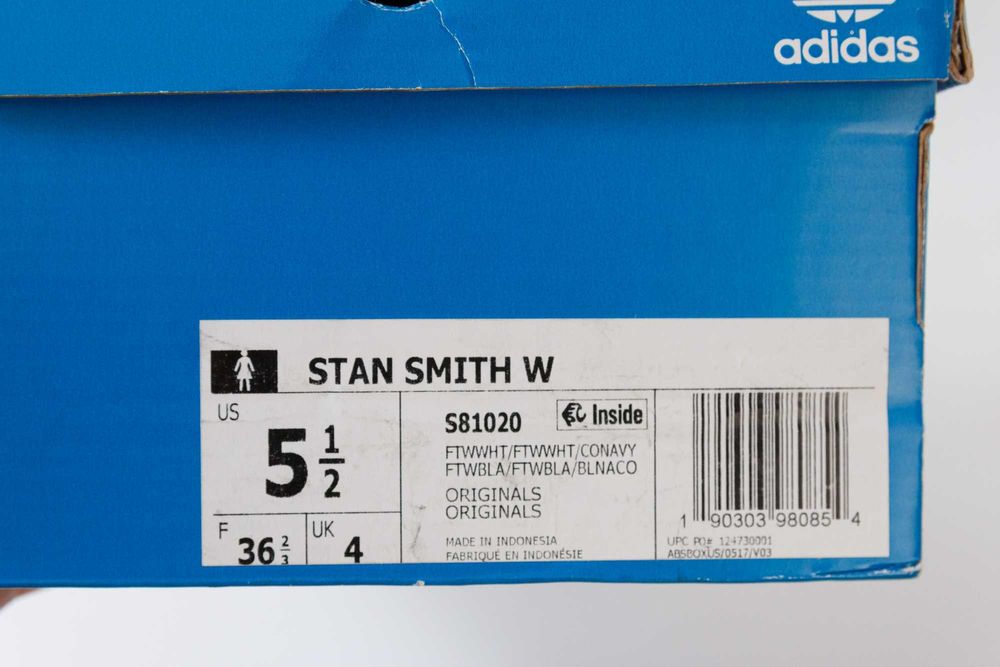 adidas
STAN SMITH W
US
5 1/2
F
36 2/3
UK
4
S81020
Inside
FTWWHT/FTWWHT/CONAVY
FTWBLA/FTWBLA/BLNACO
ORIGINALS
ORIGINALS
MADE IN INDONESIA
FABRIQUÉ EN INDONÉSIE
1 90303 98085 4
UPC PO# 124730001
ABSBOXUS/0517/V03